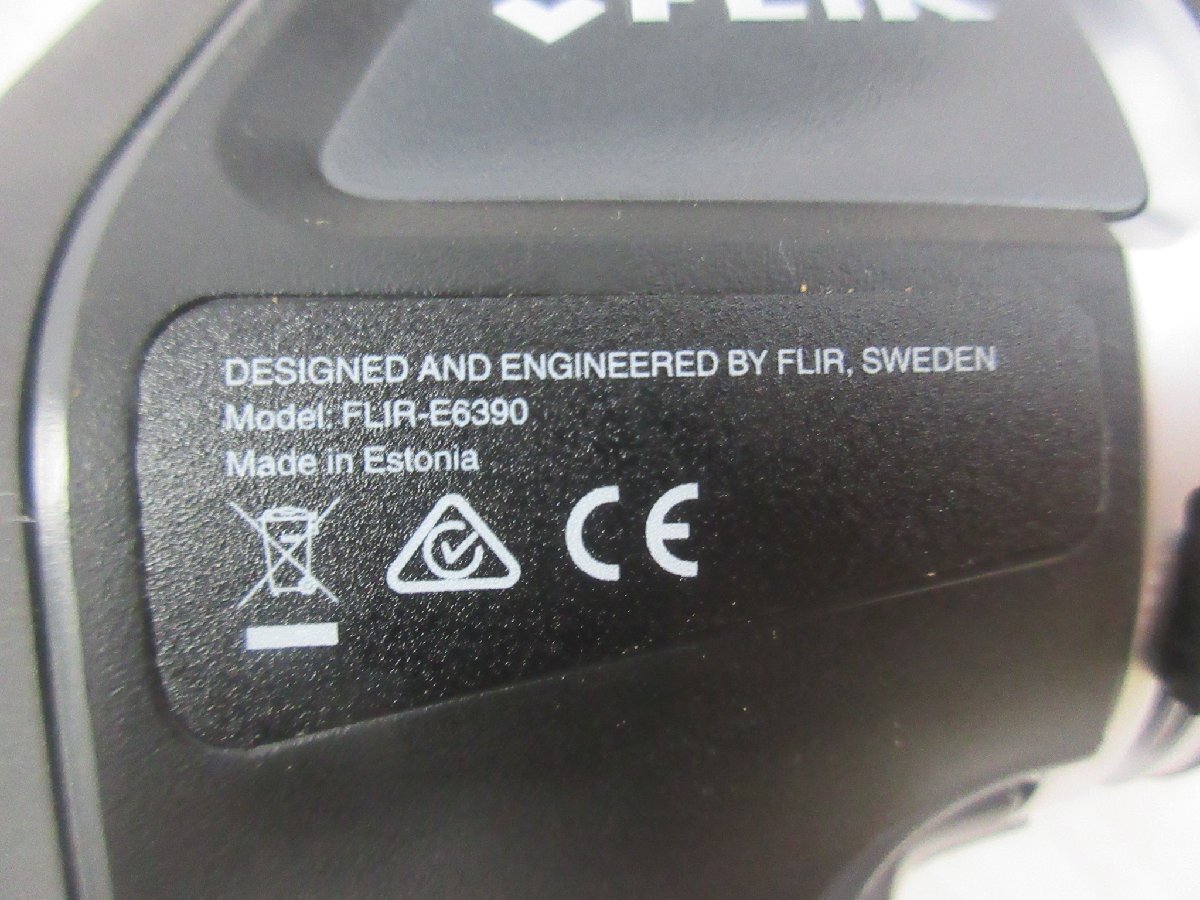 FLIR
DESIGNED AND ENGINEERED BY FLIR, SWEDEN
Model: FLIR-E6390
Made in Estonia
CE